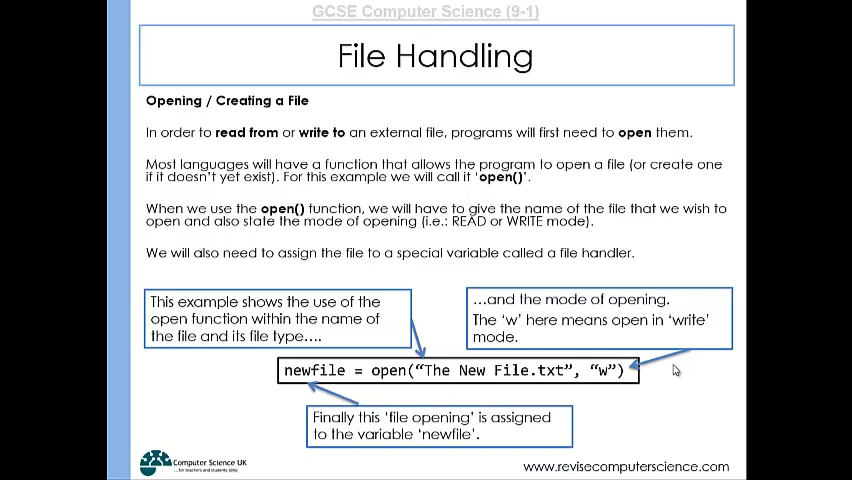 GCSE Computer Science (9-1)
File Handling
Opening / Creating a File
In order to read from or write to an external file, programs will first need to open them.
Most languages will have a function that allows the program to open a file (or create one
if it doesn't yet exist). For this example we will call it 'open()'.
When we use the open() function, we will have to give the name of the file that we wish to
open and also state the mode of opening (i.e.: READ or WRITE mode).
We will also need to assign the file to a special variable called a file handler.
This example shows the use of the
open function within the name of
the file and its file type….
…and the mode of opening.
The 'w' here means open in 'write'
mode.
newfile = open(“The New File.txt”, “w”)
Finally this 'file opening' is assigned
to the variable 'newfile'.
Computer Science UK
...for teachers and students alike
www.revisecomputerscience.com